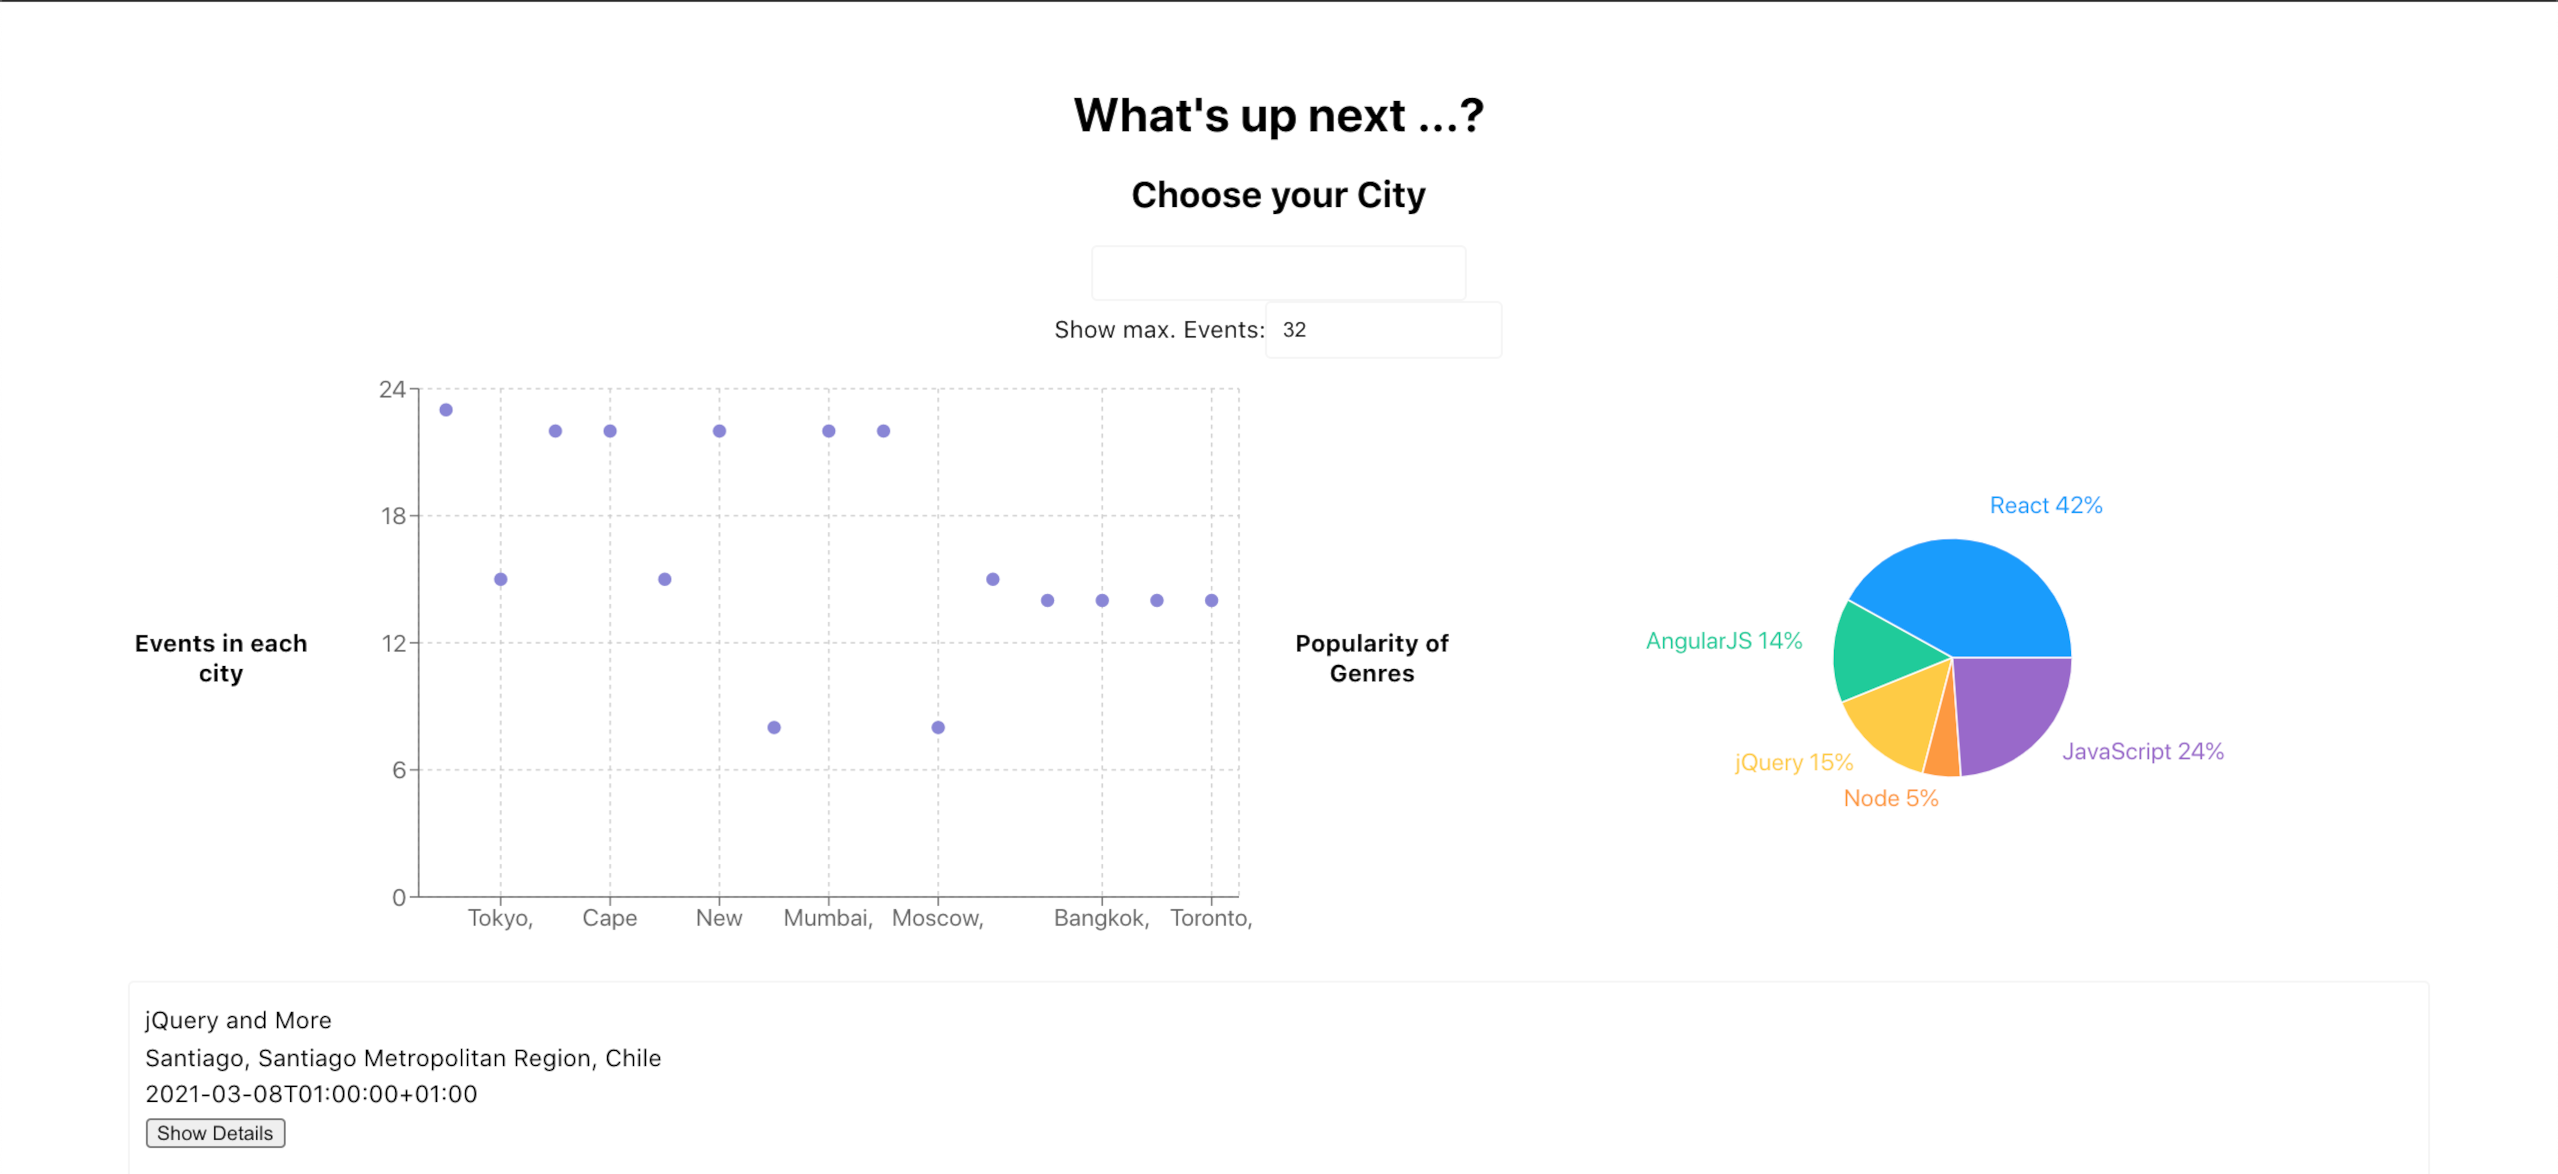 What's up next ...?
Choose your City
Show max. Events: 32
Events in each
city
24
18
12
6
0
Tokyo, Cape New Mumbai, Moscow, Bangkok, Toronto,
Popularity of
Genres
React 42%
AngularJS 14%
jQuery 15%
Node 5%
JavaScript 24%
jQuery and More
Santiago, Santiago Metropolitan Region, Chile
2021-03-08T01:00:00+01:00
Show Details